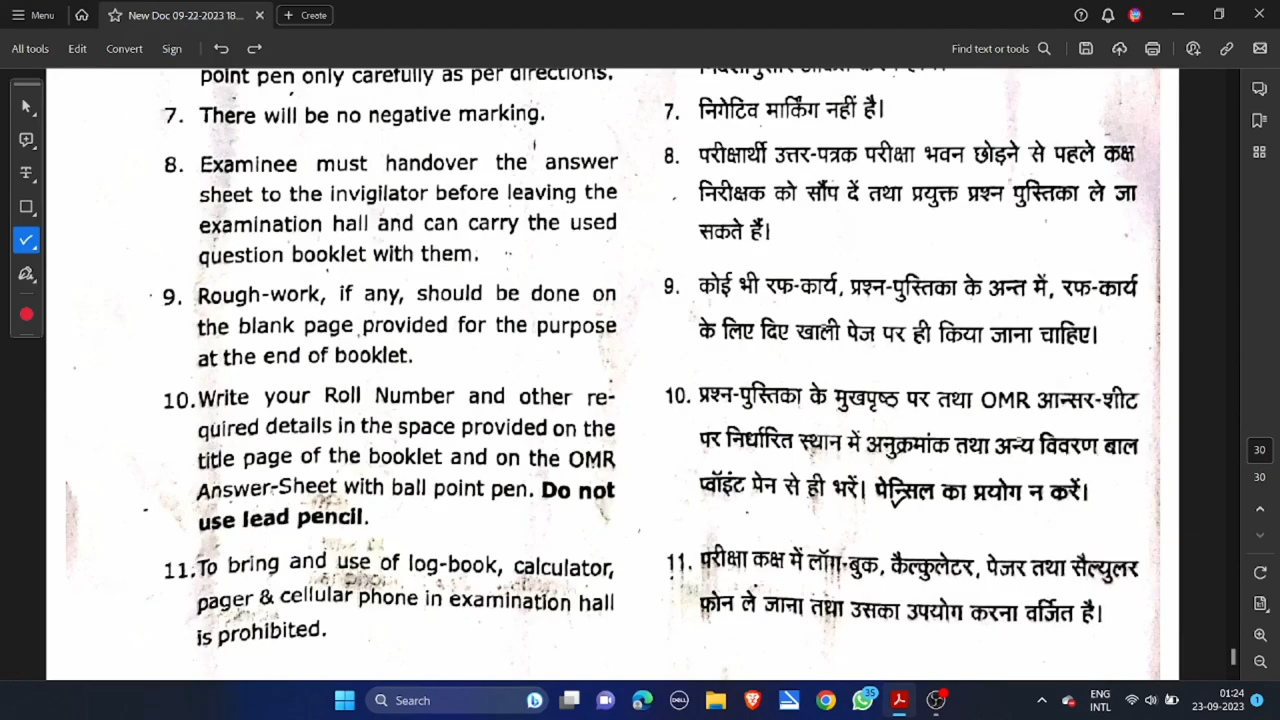 Menu
New Doc 09-22-2023 18...
Create
All tools
Edit
Convert
Sign
Find text or tools
point pen only carefully as per directions.
7. There will be no negative marking.
8. Examinee must handover the answer
sheet to the invigilator before leaving the
examination hall and can carry the used
question booklet with them.
9. Rough-work, if any, should be done on
the blank page provided for the purpose
at the end of booklet.
10. Write your Roll Number and other re-
quired details in the space provided on the
title page of the booklet and on the OMR
Answer-Sheet with ball point pen. Do not
use lead pencil.
11. To bring and use of log-book, calculator,
pager & cellular phone in examination hall
is prohibited.
7. निगेटिव मार्किंग नहीं है।
8. परीक्षार्थी उत्तर-पत्रक परीक्षा भवन छोड़ने से पहले कक्ष
निरीक्षक को सौंप दें तथा प्रयुक्त प्रश्न पुस्तिका ले जा
सकते हैं।
9. कोई भी रफ-कार्य, प्रश्न-पुस्तिका के अन्त में, रफ-कार्य
के लिए दिए खाली पेज पर ही किया जाना चाहिए।
10. प्रश्न-पुस्तिका के मुखपृष्ठ पर तथा OMR आन्सर-शीट
पर निर्धारित स्थान में अनुक्रमांक तथा अन्य विवरण बाल
प्वॉइंट पेन से ही भरें। पेन्सिल का प्रयोग न करें।
11. परीक्षा कक्ष में लॉग-बुक, कैल्कुलेटर, पेजर तथा सैल्युलर
फ़ोन ले जाना तथा उसका उपयोग करना वर्जित है।
30
30
Search
DELL
35
ENG
INTL
01:24
23-09-2023
1